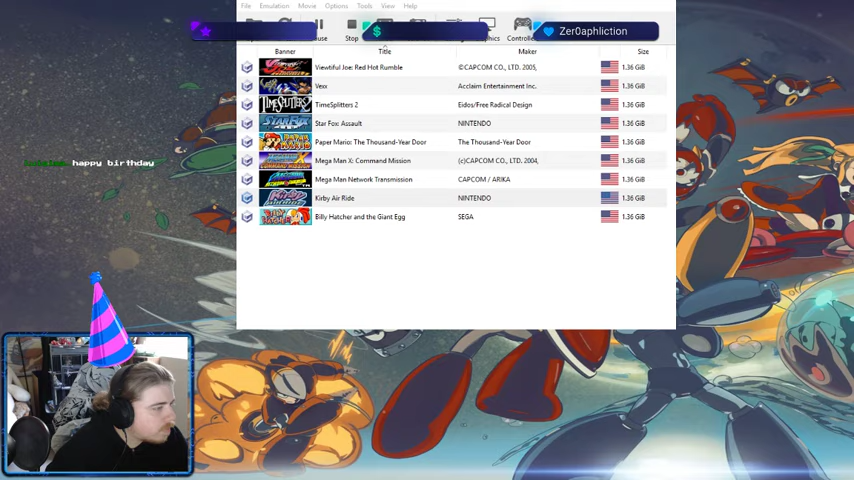 File Emulation Movie Options Tools View Help
Stop
Zer0aphliction
Banner Title Maker Size
Viewtiful Joe: Red Hot Rumble ©CAPCOM CO., LTD. 2005, 1.36 GiB
Vexx Acclaim Entertainment Inc. 1.36 GiB
TIMESPLITTERS 2 TimeSplitters 2 Eidos/Free Radical Design 1.36 GiB
STARFOX Star Fox: Assault NINTENDO 1.36 GiB
Paper Mario: The Thousand-Year Door The Thousand-Year Door 1.36 GiB
Mega Man X: Command Mission (c)CAPCOM CO., LTD. 2004, 1.36 GiB
Mega Man Network Transmission CAPCOM / ARIKA 1.36 GiB
Kirby Air Ride NINTENDO 1.36 GiB
Billy Hatcher and the Giant Egg SEGA 1.36 GiB
happy birthday